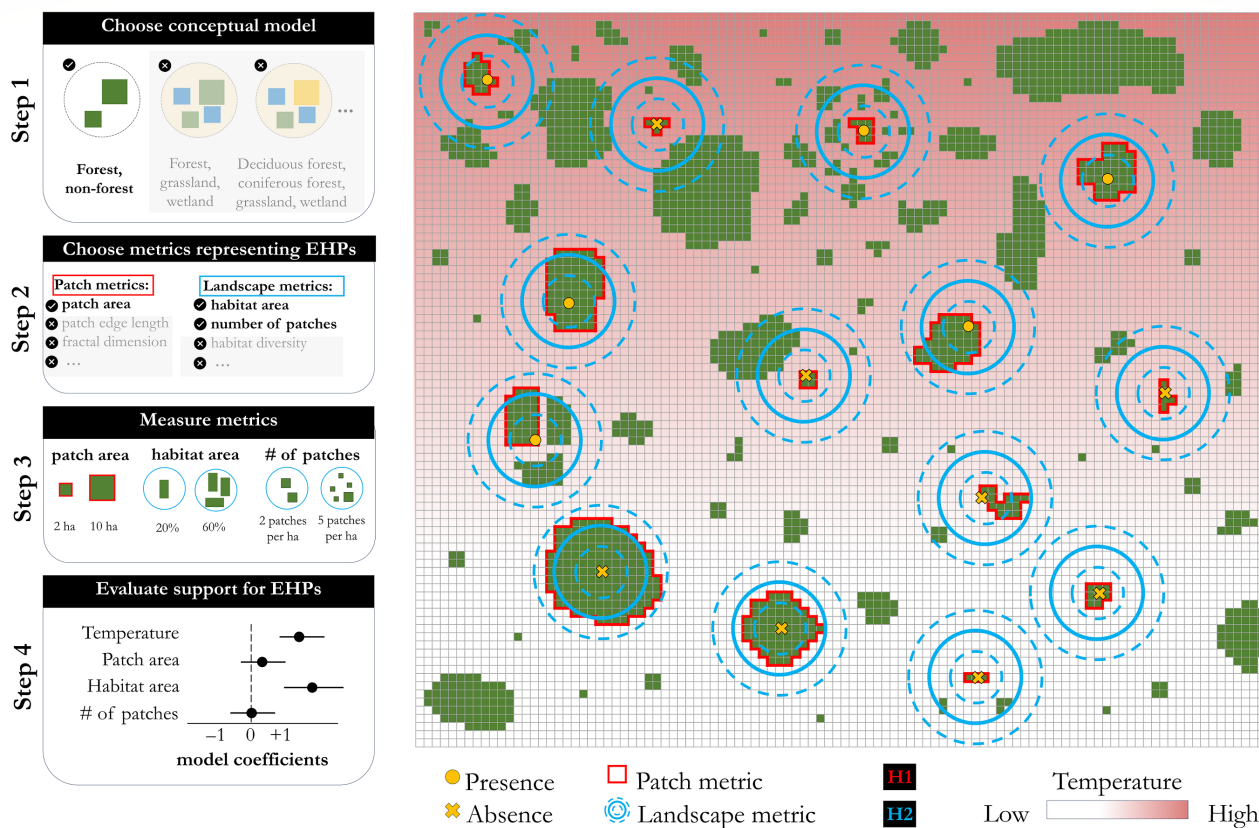 Step 1
Choose conceptual model
Forest,
non-forest
Forest,
grassland,
wetland
Deciduous forest,
coniferous forest,
grassland, wetland
...
Step 2
Choose metrics representing EHPs
Patch metrics:
patch area
patch edge length
fractal dimension
...
Landscape metrics:
habitat area
number of patches
habitat diversity
...
Step 3
Measure metrics
patch area
habitat area
# of patches
2 ha
10 ha
20%
60%
2 patches
per ha
5 patches
per ha
Step 4
Evaluate support for EHPs
Temperature
Patch area
Habitat area
# of patches
−1 0 +1
model coefficients
Presence
Absence
Patch metric
Landscape metric
H1
H2
Temperature
Low
High